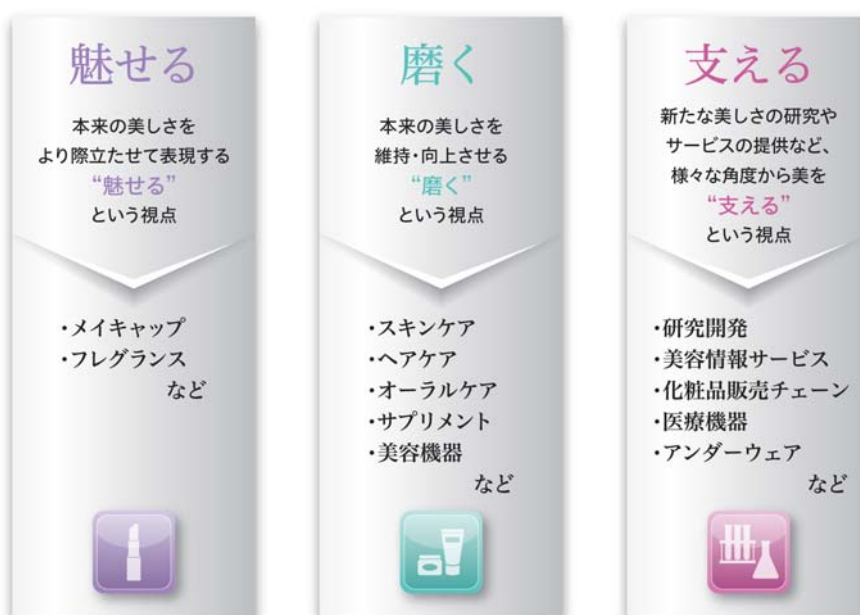 魅せる
本来の美しさを
より際立たせて表現する
“魅せる”
という視点
・メイキャップ
・フレグランス
など
磨く
本来の美しさを
維持・向上させる
“磨く”
という視点
・スキンケア
・ヘアケア
・オーラルケア
・サプリメント
・美容機器
など
支える
新たな美しさの研究や
サービスの提供など、
様々な角度から美を
“支える”
という視点
・研究開発
・美容情報サービス
・化粧品販売チェーン
・医療機器
・アンダーウェア
など